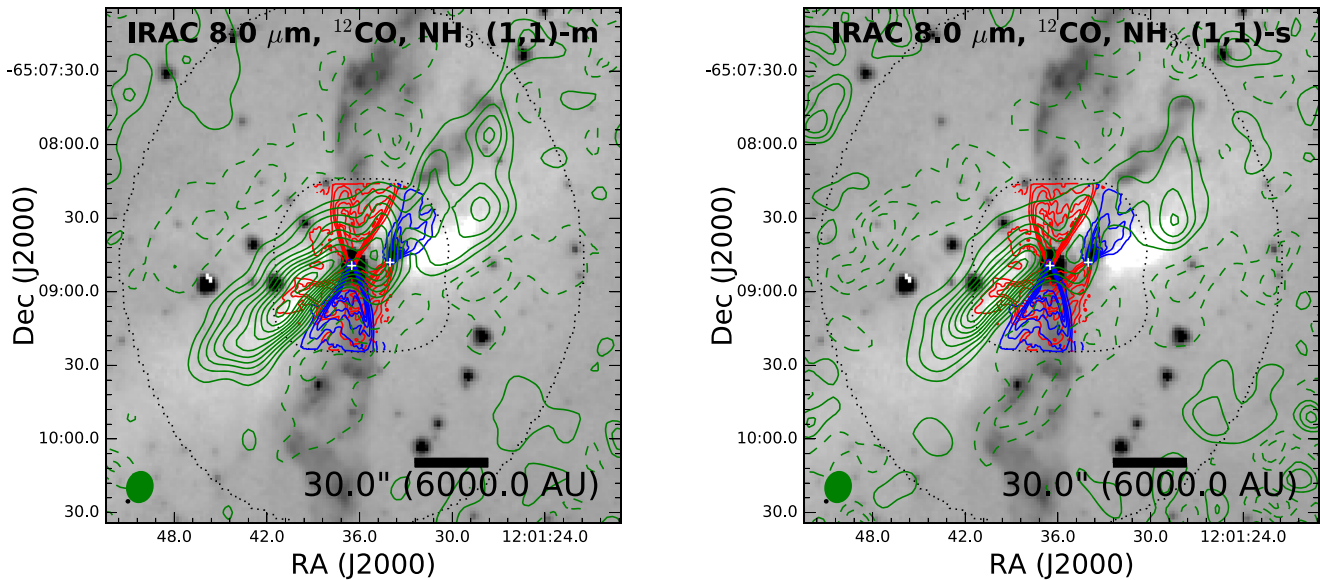 IRAC 8.0 μm, ¹²CO, NH₃ (1,1)-m
-65:07:30.0
08:00.0
30.0
09:00.0
30.0
10:00.0
30.0
Dec (J2000)
30.0" (6000.0 AU)
48.0 42.0 36.0 30.0 12:01:24.0
RA (J2000)
IRAC 8.0 μm, ¹²CO, NH₃ (1,1)-s
-65:07:30.0
08:00.0
30.0
09:00.0
30.0
10:00.0
30.0
Dec (J2000)
30.0" (6000.0 AU)
48.0 42.0 36.0 30.0 12:01:24.0
RA (J2000)